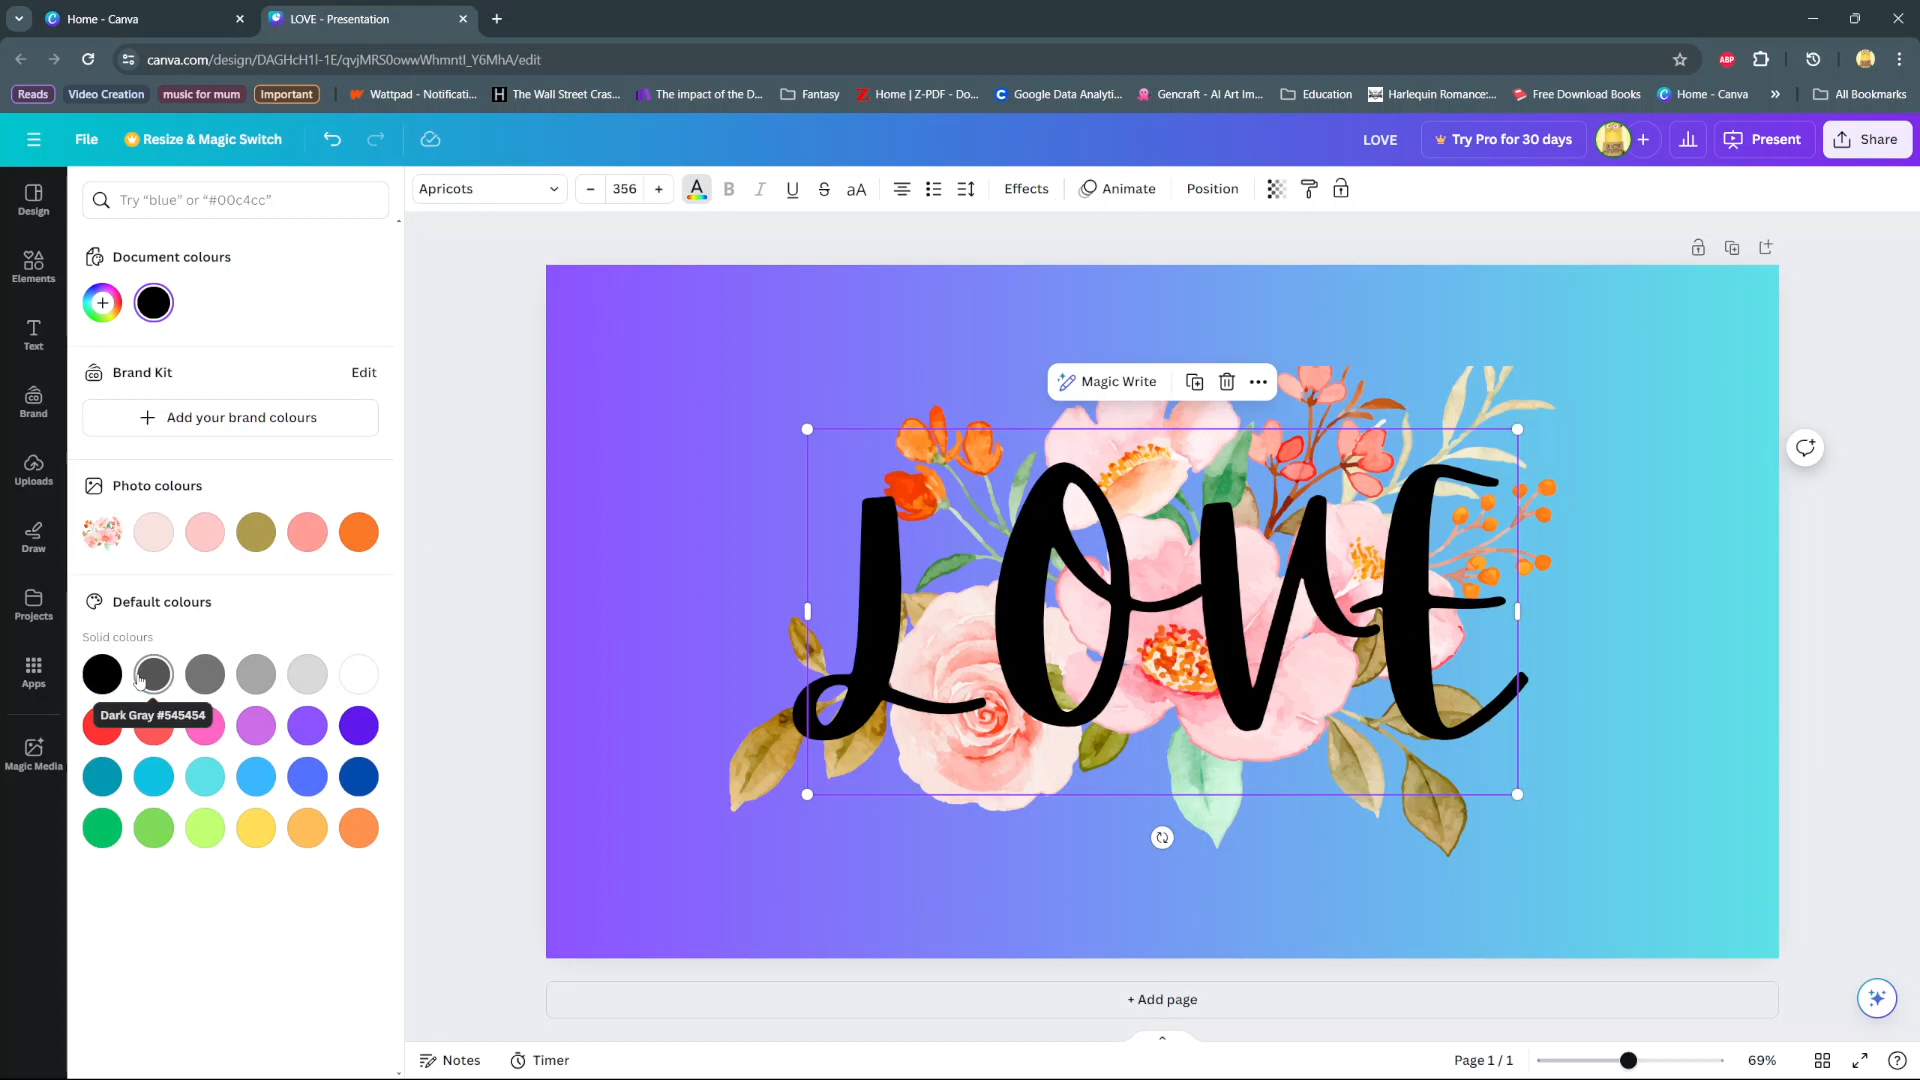 Home - Canva
LOVE - Presentation
canva.com/design/DAGHcH1I-1E/qvjMRS0owwWhmntl_Y6MhA/edit
ABP
Reads
Video Creation
music for mum
Important
Wattpad - Notificati...
The Wall Street Cras...
The impact of the D...
Fantasy
Home | Z-PDF - Do...
Google Data Analyti...
Gencraft - AI Art Im...
Education
Harlequin Romance:...
Free Download Books
Home - Canva
All Bookmarks
File
Resize & Magic Switch
LOVE
Try Pro for 30 days
Present
Share
Design
Elements
Text
Brand
Uploads
Draw
Projects
Apps
Magic Media
Try “blue” or “#00c4cc”
Document colours
Brand Kit
Edit
Add your brand colours
Photo colours
Default colours
Solid colours
Dark Gray #545454
Apricots
356
A
B
I
U
S
aA
Effects
Animate
Position
Magic Write
LOVE
+ Add page
Notes
Timer
Page 1 / 1
69%